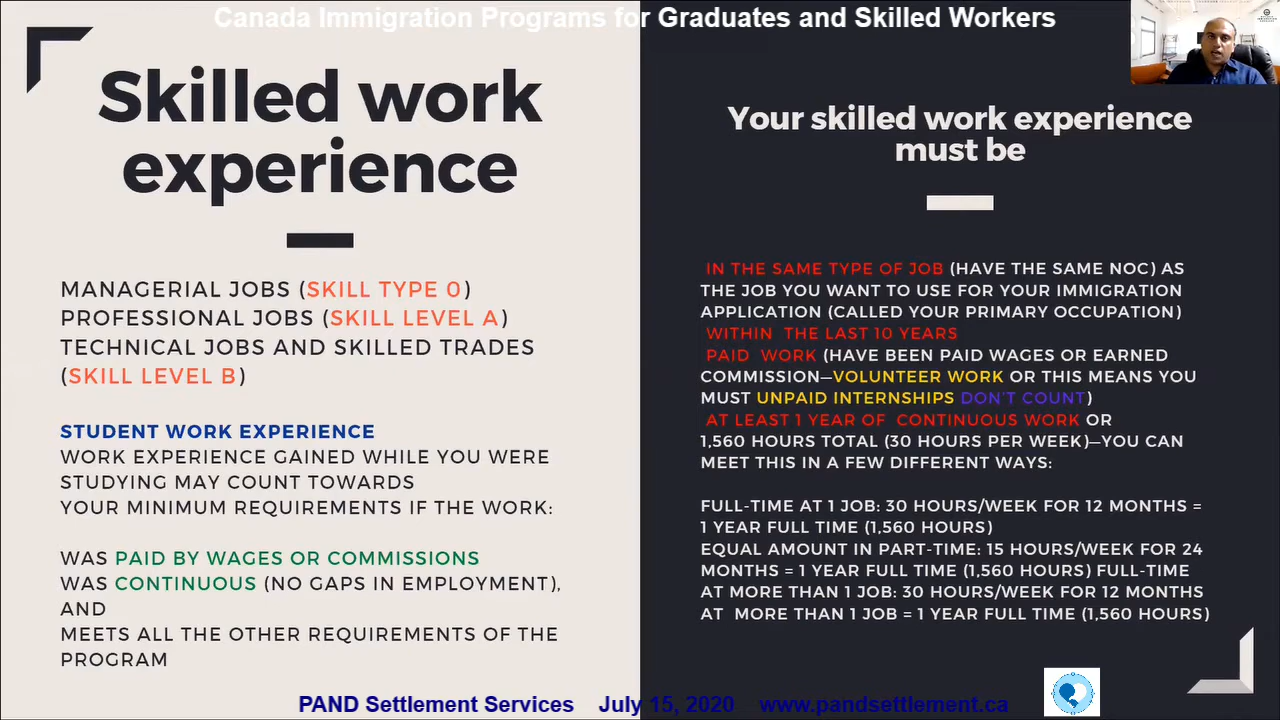 Canada Immigration Programs for Graduates and Skilled Workers
Skilled work
experience
MANAGERIAL JOBS (SKILL TYPE 0)
PROFESSIONAL JOBS (SKILL LEVEL A)
TECHNICAL JOBS AND SKILLED TRADES
(SKILL LEVEL B)
STUDENT WORK EXPERIENCE
WORK EXPERIENCE GAINED WHILE YOU WERE
STUDYING MAY COUNT TOWARDS
YOUR MINIMUM REQUIREMENTS IF THE WORK:
WAS PAID BY WAGES OR COMMISSIONS
WAS CONTINUOUS (NO GAPS IN EMPLOYMENT),
AND
MEETS ALL THE OTHER REQUIREMENTS OF THE
PROGRAM
Your skilled work experience
must be
IN THE SAME TYPE OF JOB (HAVE THE SAME NOC) AS
THE JOB YOU WANT TO USE FOR YOUR IMMIGRATION
APPLICATION (CALLED YOUR PRIMARY OCCUPATION)
WITHIN THE LAST 10 YEARS
PAID WORK (HAVE BEEN PAID WAGES OR EARNED
COMMISSION—VOLUNTEER WORK OR THIS MEANS YOU
MUST UNPAID INTERNSHIPS DON'T COUNT)
AT LEAST 1 YEAR OF CONTINUOUS WORK OR
1,560 HOURS TOTAL (30 HOURS PER WEEK)—YOU CAN
MEET THIS IN A FEW DIFFERENT WAYS:
FULL-TIME AT 1 JOB: 30 HOURS/WEEK FOR 12 MONTHS =
1 YEAR FULL TIME (1,560 HOURS)
EQUAL AMOUNT IN PART-TIME: 15 HOURS/WEEK FOR 24
MONTHS = 1 YEAR FULL TIME (1,560 HOURS) FULL-TIME
AT MORE THAN 1 JOB: 30 HOURS/WEEK FOR 12 MONTHS
AT MORE THAN 1 JOB = 1 YEAR FULL TIME (1,560 HOURS)
PAND Settlement Services July 15, 2020 www.pandsettlement.ca